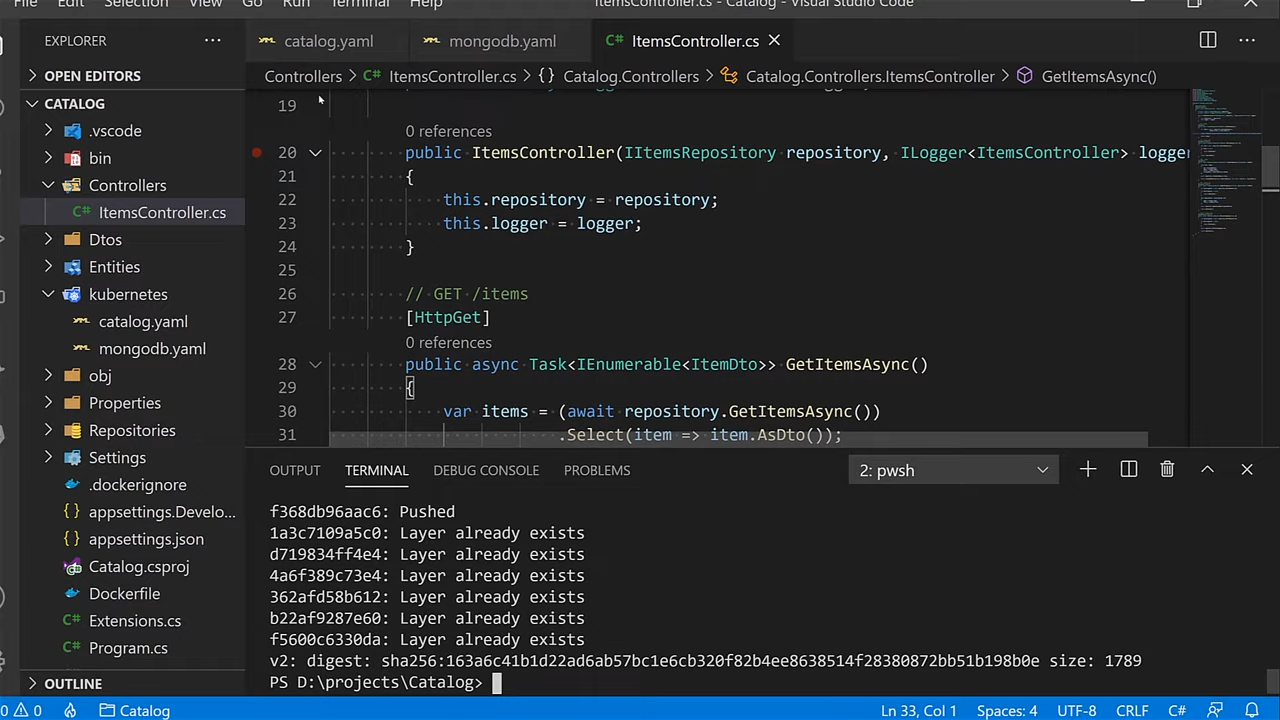 File Edit Selection View Go Run Terminal Help
ItemsController.cs - Catalog - Visual Studio Code
EXPLORER
OPEN EDITORS
CATALOG
.vscode
bin
Controllers
ItemsController.cs
Dtos
Entities
kubernetes
catalog.yaml
mongodb.yaml
obj
Properties
Repositories
Settings
.dockerignore
appsettings.Develo...
appsettings.json
Catalog.csproj
Dockerfile
Extensions.cs
Program.cs
OUTLINE
catalog.yaml
mongodb.yaml
ItemsController.cs
Controllers > ItemsController.cs > {} Catalog.Controllers > Catalog.Controllers.ItemsController > GetItemsAsync()
19
0 references
20 public ItemsController(IItemsRepository repository, ILogger<ItemsController> logger
21 {
22 this.repository = repository;
23 this.logger = logger;
24 }
25
26 // GET /items
27 [HttpGet]
0 references
28 public async Task<IEnumerable<ItemDto>> GetItemsAsync()
29 {
30 var items = (await repository.GetItemsAsync())
31 .Select(item => item.AsDto());
OUTPUT TERMINAL DEBUG CONSOLE PROBLEMS
2: pwsh
f368db96aac6: Pushed
1a3c7109a5c0: Layer already exists
d719834ff4e4: Layer already exists
4a6f389c73e4: Layer already exists
362afd58b612: Layer already exists
b22af9287e60: Layer already exists
f5600c6330da: Layer already exists
v2: digest: sha256:163a6c41b1d22ad6ab57bc1e6cb320f82b4ee8638514f28380872bb51b198b0e size: 1789
PS D:\projects\Catalog>
0 0 Catalog
Ln 33, Col 1 Spaces: 4 UTF-8 CRLF C#